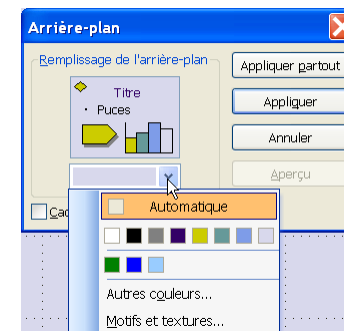 Arrière-plan
Remplissage de l'arrière-plan
Titre
· Puces
Appliquer partout
Appliquer
Annuler
Aperçu
Automatique
Autres couleurs...
Motifs et textures...